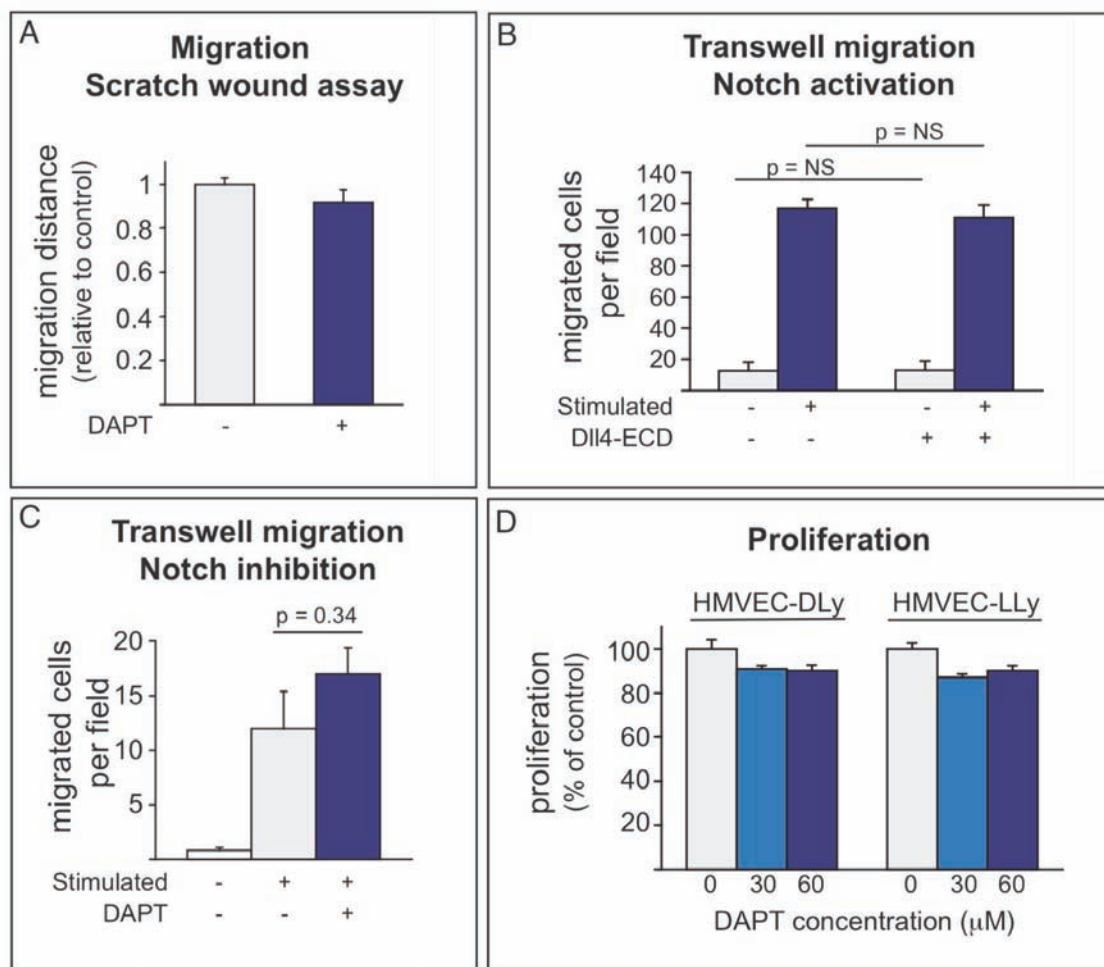 A
Migration
Scratch wound assay
migration distance
(relative to control)
1
0.8
0.6
0.4
0.2
DAPT - +
B
Transwell migration
Notch activation
p = NS
p = NS
migrated cells
per field
140
120
100
80
60
40
20
Stimulated - + - +
Dll4-ECD - - + +
C
Transwell migration
Notch inhibition
p = 0.34
migrated cells
per field
20
15
10
5
Stimulated - + +
DAPT - - +
D
Proliferation
HMVEC-DLy HMVEC-LLy
proliferation
(% of control)
100
80
60
40
20
0 30 60 0 30 60
DAPT concentration (μM)